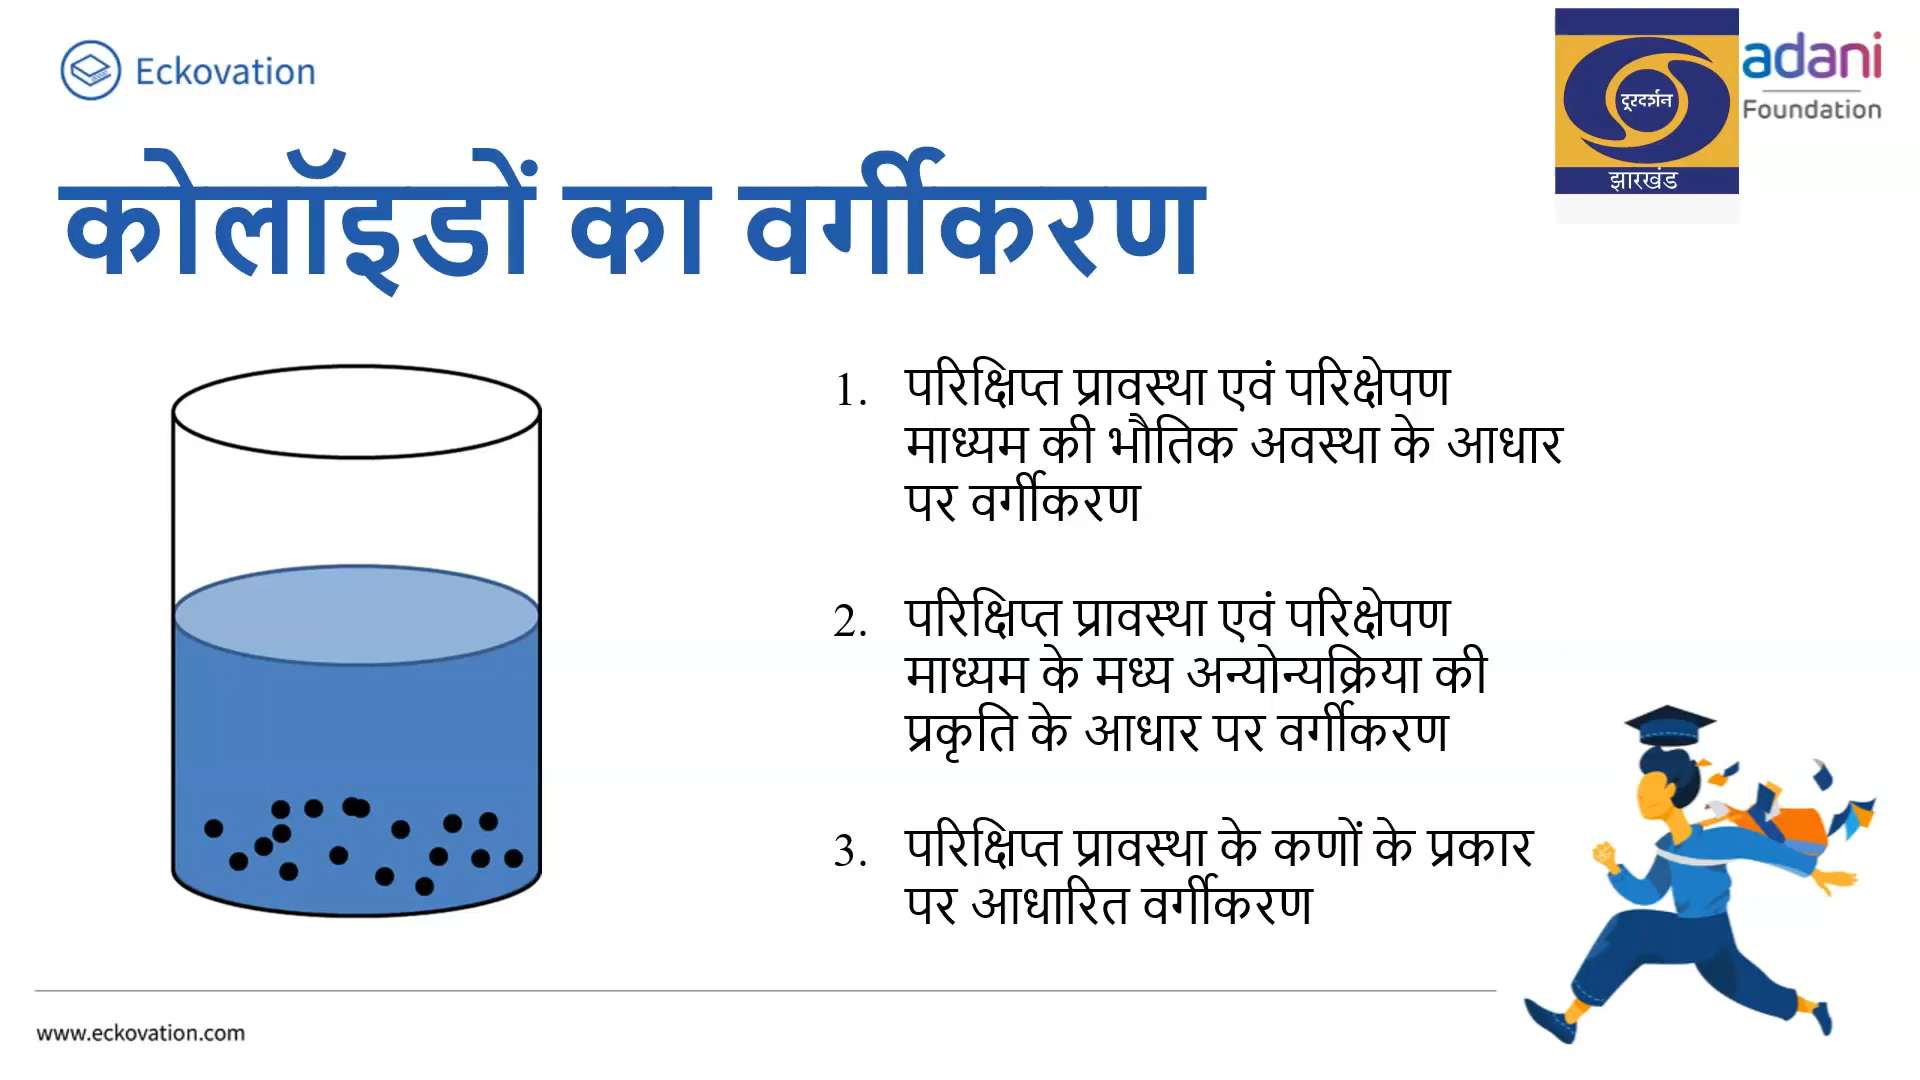 Eckovation
दूरदर्शन
झारखंड
adani
Foundation
कोलॉइडों का वर्गीकरण
1. परिक्षिप्त प्रावस्था एवं परिक्षेपण
माध्यम की भौतिक अवस्था के आधार
पर वर्गीकरण
2. परिक्षिप्त प्रावस्था एवं परिक्षेपण
माध्यम के मध्य अन्योन्यक्रिया की
प्रकृति के आधार पर वर्गीकरण
3. परिक्षिप्त प्रावस्था के कणों के प्रकार
पर आधारित वर्गीकरण
www.eckovation.com